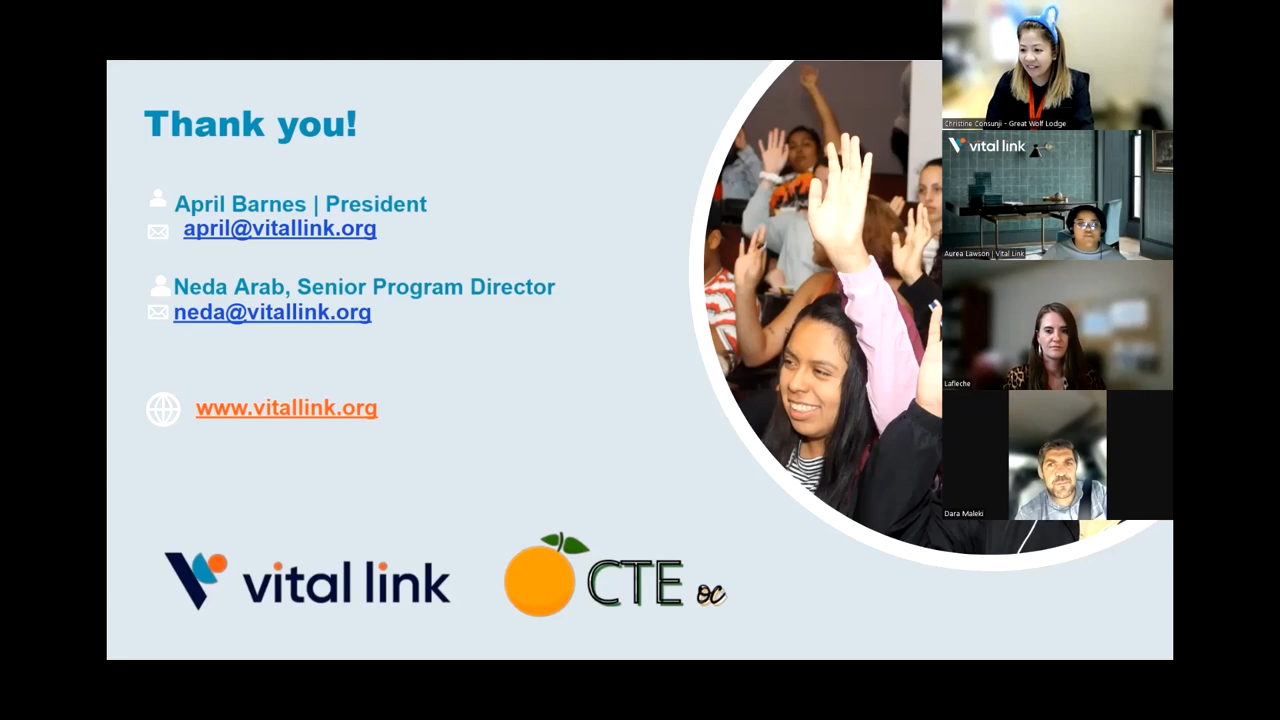 Thank you!
April Barnes | President
april@vitallink.org
Neda Arab, Senior Program Director
neda@vitallink.org
www.vitallink.org
vital link
CTE oc
Christine Consunji - Great Wolf Lodge
vital link
Aurea Lawson | Vital Link
Lafleche
Dara Maleki